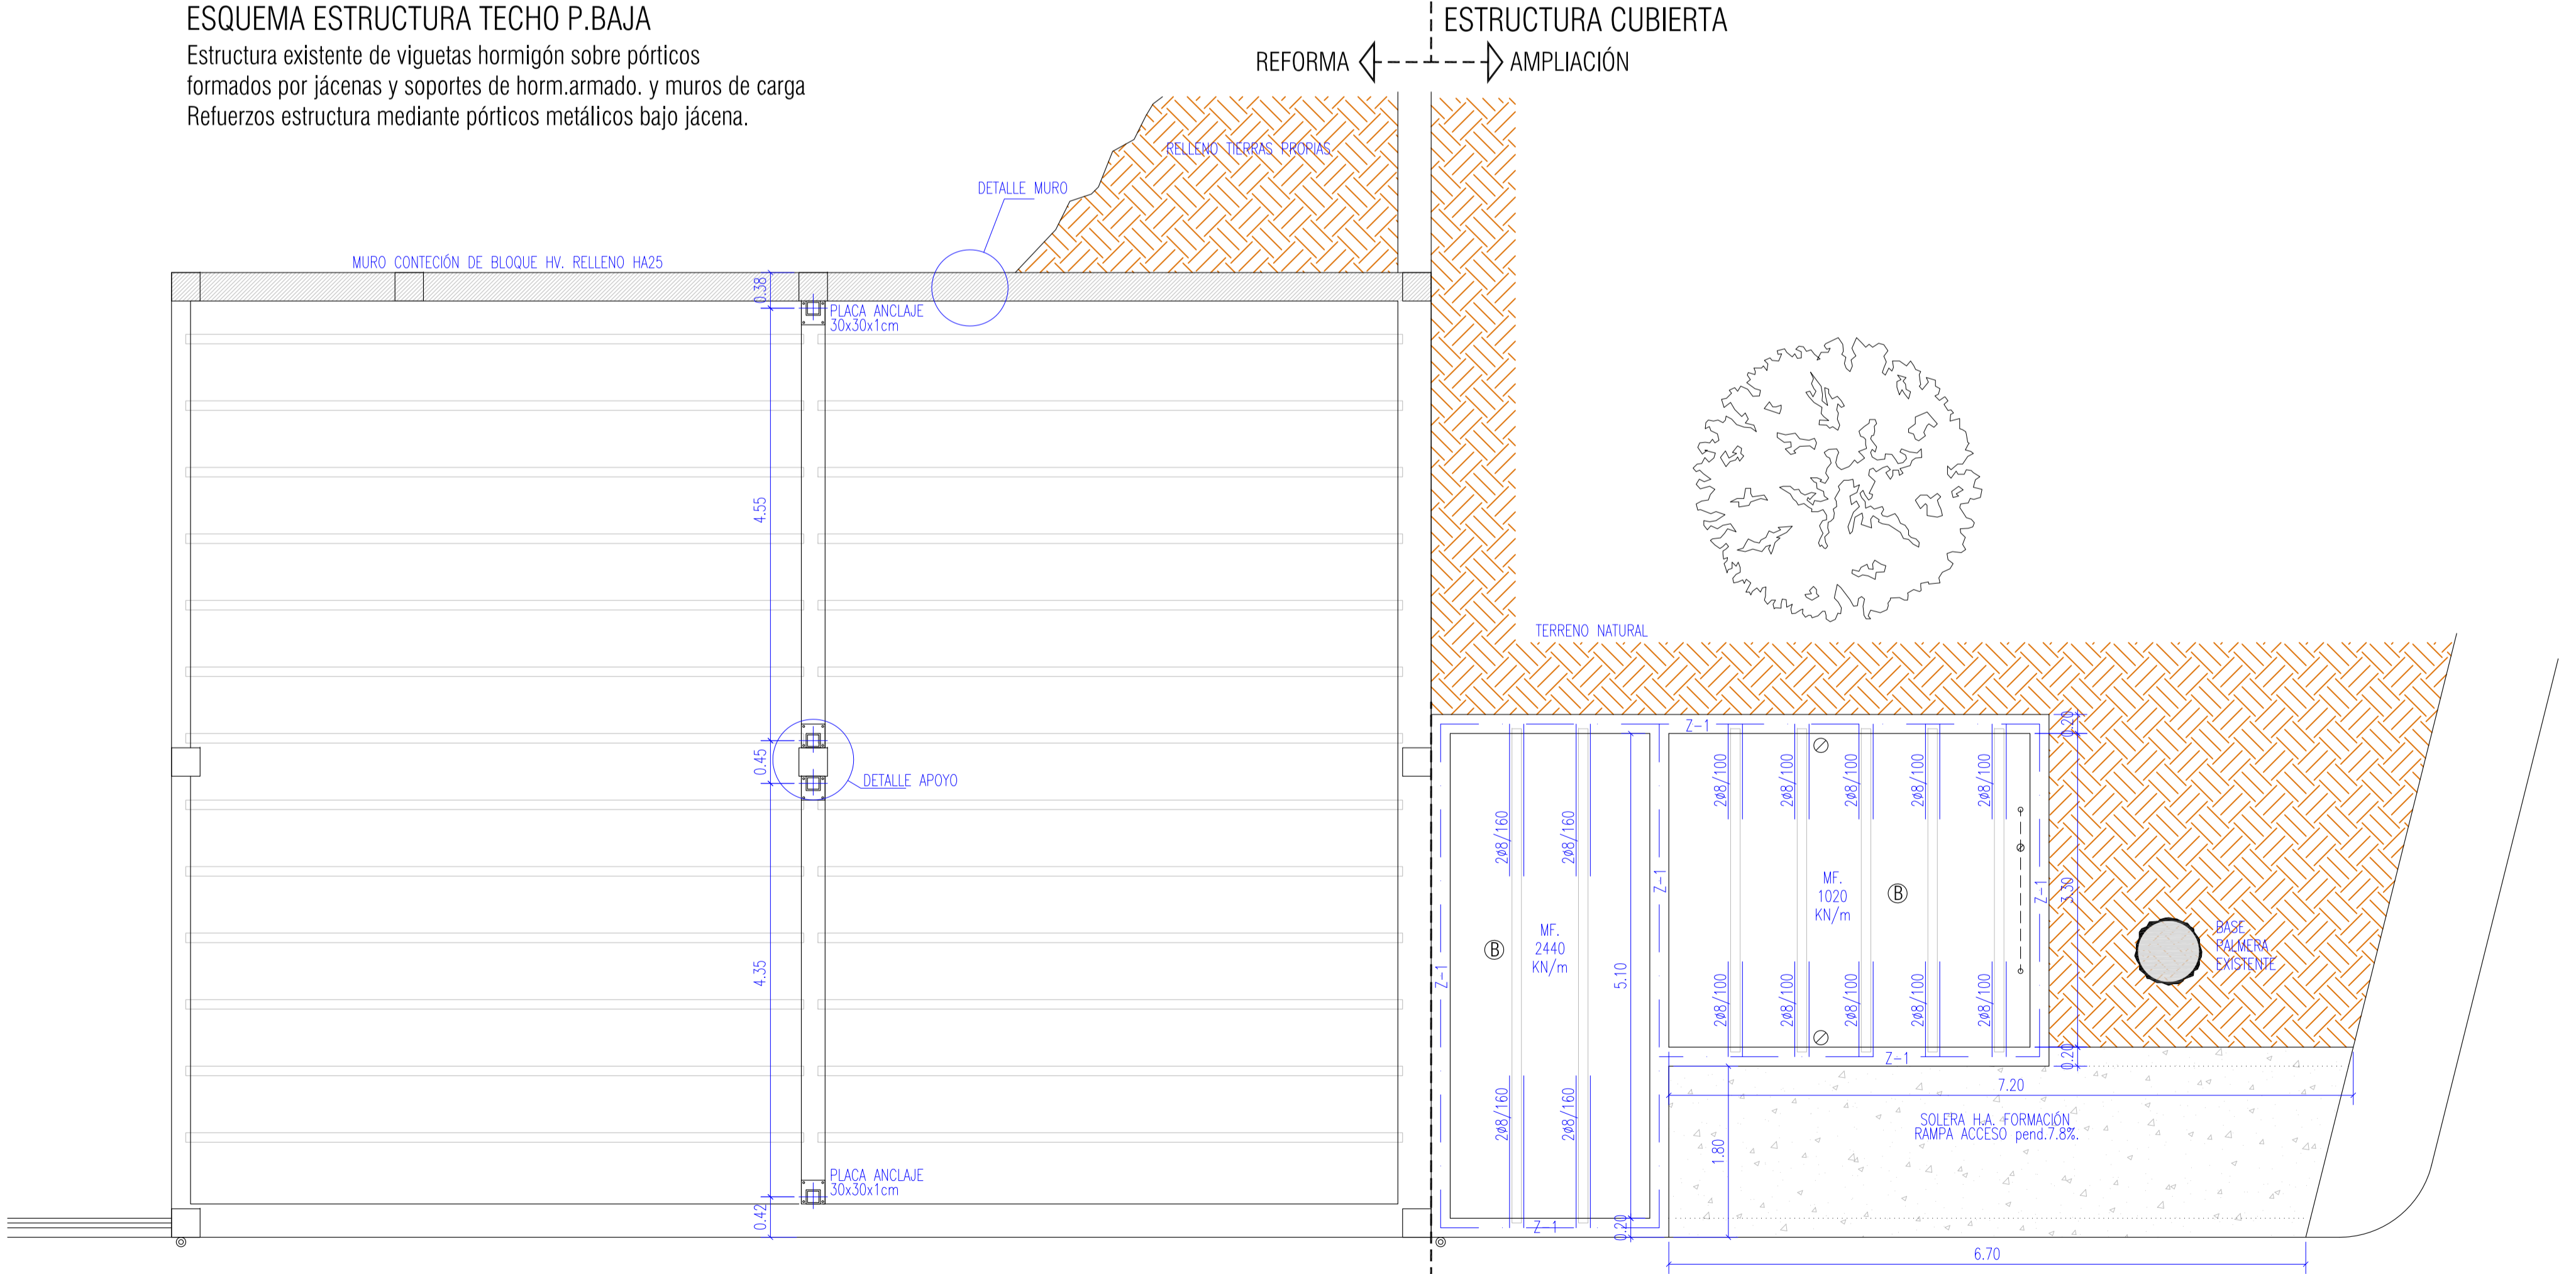 ESQUEMA ESTRUCTURA TECHO P.BAJA
Estructura existente de viguetas hormigón sobre pórticos
formados por jácenas y soportes de horm.armado. y muros de carga
Refuerzos estructura mediante pórticos metálicos bajo jácena.
ESTRUCTURA CUBIERTA
REFORMA
AMPLIACIÓN
RELLENO TIERRAS PROPIAS
DETALLE MURO
MURO CONTECIÓN DE BLOQUE HV. RELLENO HA25
0.38
PLACA ANCLAJE
30x30x1cm
4.55
0.45
DETALLE APOYO
4.35
PLACA ANCLAJE
30x30x1cm
0.42
TERRENO NATURAL
Z-1
0.20
2ø8/100
2ø8/100
2ø8/100
2ø8/100
2ø8/100
2ø8/160
2ø8/160
Z-1
MF.
1020
KN/m
B
Z-1
3.30
B
MF.
2440
KN/m
Z-1
5.10
BASE
PALMERA
EXISTENTE
2ø8/100
2ø8/100
2ø8/100
2ø8/100
2ø8/100
Z-1
0.20
7.20
2ø8/160
2ø8/160
1.80
SOLERA H.A. FORMACIÓN
RAMPA ACCESO pend.7.8%.
Z-1
0.20
6.70